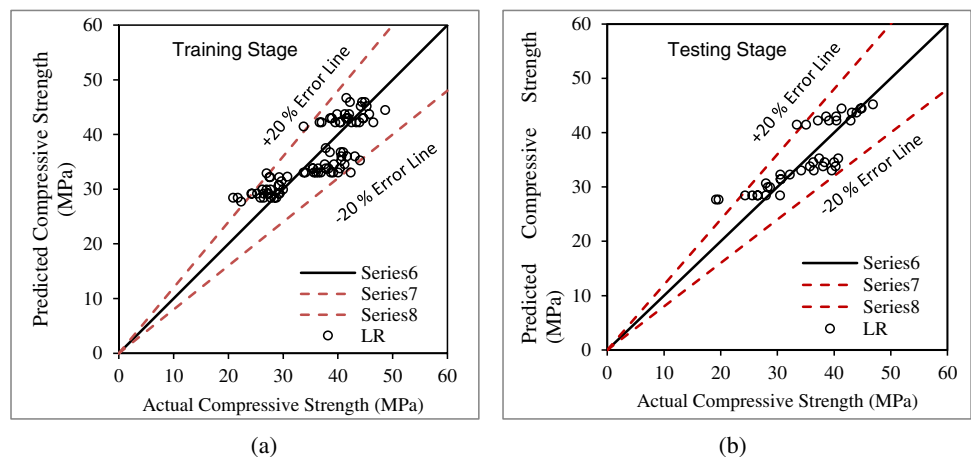 60
50
40
30
20
10
0
0
10
20
30
40
50
60
Predicted Compressive Strength
(MPa)
Actual Compressive Strength (MPa)
Training Stage
+20 % Error Line
-20 % Error Line
Series6
Series7
Series8
LR
(a)
60
50
40
30
20
10
0
0
10
20
30
40
50
60
Predicted Compressive Strength
(MPa)
Actual Compressive Strength (MPa)
Testing Stage
+20 % Error Line
-20 % Error Line
Series6
Series7
Series8
LR
(b)